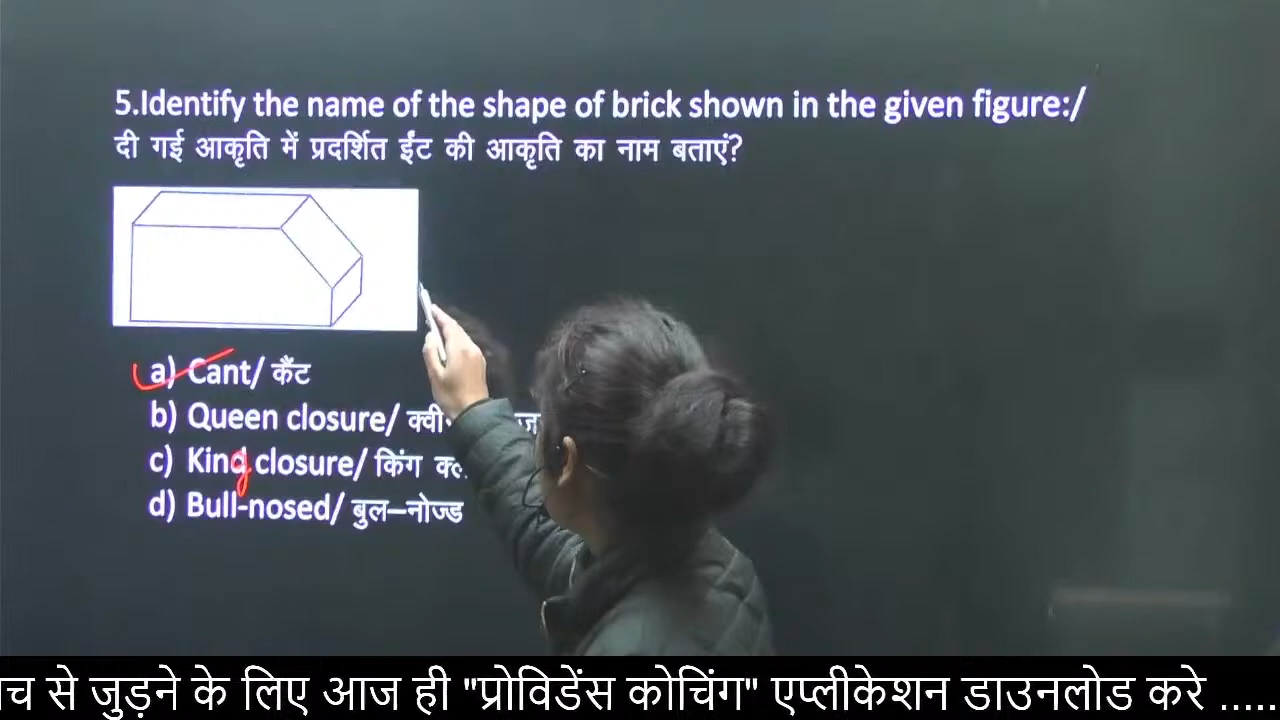 5.Identify the name of the shape of brick shown in the given figure:/
दी गई आकृति में प्रदर्शित ईंट की आकृति का नाम बताएं?
a) Cant/ कैंट
b) Queen closure/
c) King closure/ किंग
d) Bull-nosed/ बुल–नोज्ड
से जुड़ने के लिए आज ही "प्रोविडेंस कोचिंग" एप्लीकेशन डाउनलोड करे .....